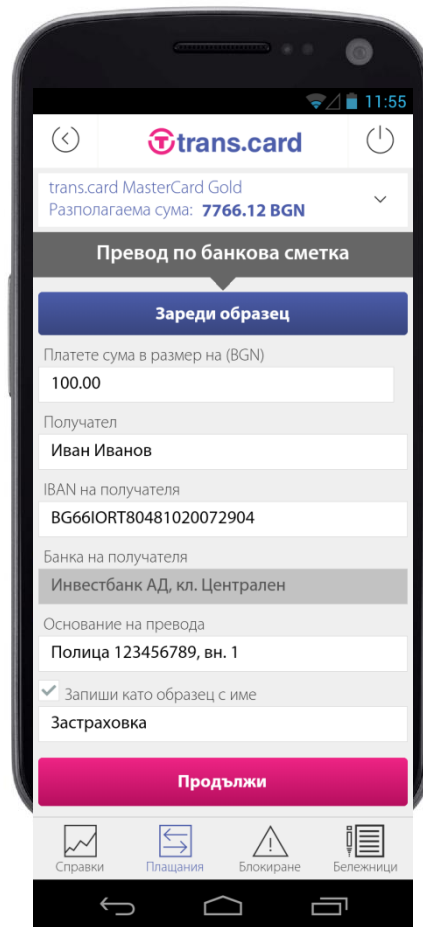 11:55
trans.card
trans.card MasterCard Gold
Разполагаема сума: 7766.12 BGN
Превод по банкова сметка
Зареди образец
Платете сума в размер на (BGN)
100.00
Получател
Иван Иванов
IBAN на получателя
BG66IORT80481020072904
Банка на получателя
Инвестбанк АД, кл. Централен
Основание на превода
Полица 123456789, вн. 1
Запиши като образец с име
Застраховка
Продължи
Справки Плащания Блокиране Бележници